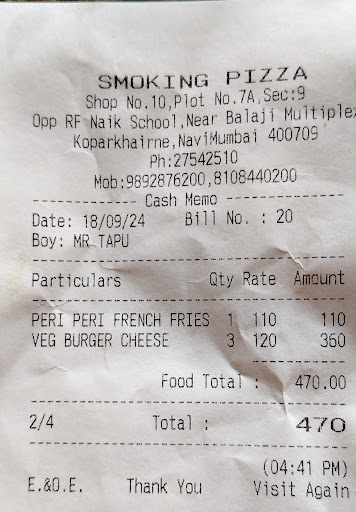 SMOKING PIZZA
Shop No.10,Plot No.7A,Sec:9
Opp RF Naik School,Near Balaji Multiplex
Koparkhairne,NaviMumbai 400709
Ph:27542510
Mob:9892876200,8108440200
Cash Memo
Date: 18/09/24 Bill No. : 20
Boy: MR TAPU
Particulars Qty Rate Amount
PERI PERI FRENCH FRIES 1 110 110
VEG BURGER CHEESE 3 120 360
Food Total : 470.00
2/4 Total : 470
(04:41 PM)
E.&O.E. Thank You Visit Again